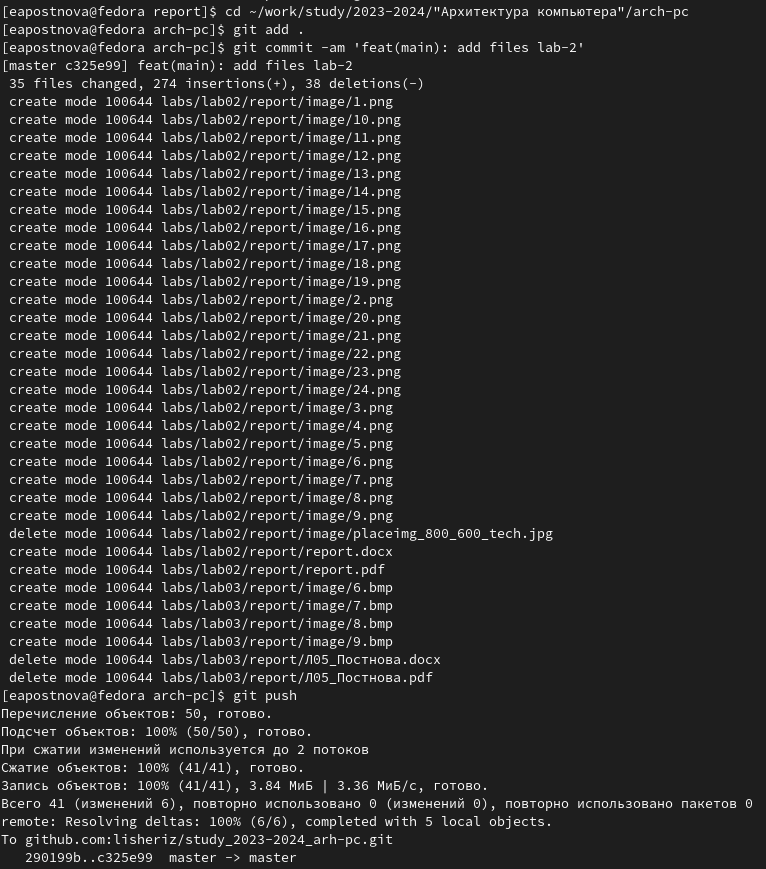 [eapostnova@fedora report]$ cd ~/work/study/2023-2024/"Архитектура компьютера"/arch-pc
[eapostnova@fedora arch-pc]$ git add .
[eapostnova@fedora arch-pc]$ git commit -am 'feat(main): add files lab-2'
[master c325e99] feat(main): add files lab-2
 35 files changed, 274 insertions(+), 38 deletions(-)
 create mode 100644 labs/lab02/report/image/1.png
 create mode 100644 labs/lab02/report/image/10.png
 create mode 100644 labs/lab02/report/image/11.png
 create mode 100644 labs/lab02/report/image/12.png
 create mode 100644 labs/lab02/report/image/13.png
 create mode 100644 labs/lab02/report/image/14.png
 create mode 100644 labs/lab02/report/image/15.png
 create mode 100644 labs/lab02/report/image/16.png
 create mode 100644 labs/lab02/report/image/17.png
 create mode 100644 labs/lab02/report/image/18.png
 create mode 100644 labs/lab02/report/image/19.png
 create mode 100644 labs/lab02/report/image/2.png
 create mode 100644 labs/lab02/report/image/20.png
 create mode 100644 labs/lab02/report/image/21.png
 create mode 100644 labs/lab02/report/image/22.png
 create mode 100644 labs/lab02/report/image/23.png
 create mode 100644 labs/lab02/report/image/24.png
 create mode 100644 labs/lab02/report/image/3.png
 create mode 100644 labs/lab02/report/image/4.png
 create mode 100644 labs/lab02/report/image/5.png
 create mode 100644 labs/lab02/report/image/6.png
 create mode 100644 labs/lab02/report/image/7.png
 create mode 100644 labs/lab02/report/image/8.png
 create mode 100644 labs/lab02/report/image/9.png
 delete mode 100644 labs/lab02/report/image/placeimg_800_600_tech.jpg
 create mode 100644 labs/lab02/report/report.docx
 create mode 100644 labs/lab02/report/report.pdf
 create mode 100644 labs/lab03/report/image/6.bmp
 create mode 100644 labs/lab03/report/image/7.bmp
 create mode 100644 labs/lab03/report/image/8.bmp
 create mode 100644 labs/lab03/report/image/9.bmp
 delete mode 100644 labs/lab03/report/Л05_Постнова.docx
 delete mode 100644 labs/lab03/report/Л05_Постнова.pdf
[eapostnova@fedora arch-pc]$ git push
Перечисление объектов: 50, готово.
Подсчет объектов: 100% (50/50), готово.
При сжатии изменений используется до 2 потоков
Сжатие объектов: 100% (41/41), готово.
Запись объектов: 100% (41/41), 3.84 МиБ | 3.36 МиБ/с, готово.
Всего 41 (изменений 6), повторно использовано 0 (изменений 0), повторно использовано пакетов 0
remote: Resolving deltas: 100% (6/6), completed with 5 local objects.
To github.com:lisheriz/study_2023-2024_arh-pc.git
   290199b..c325e99  master -> master